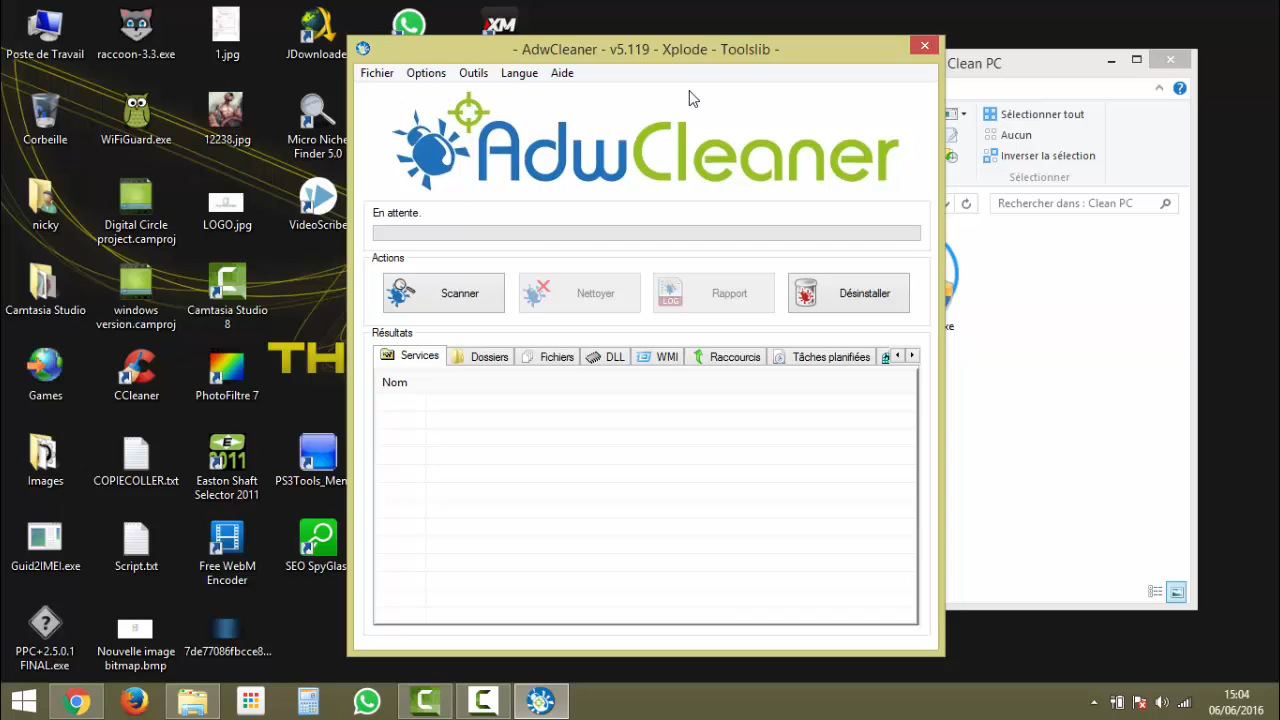 Poste de Travail
raccoon-3.3.exe
1.jpg
JDownloade
XM
Corbeille
WiFiGuard.exe
12238.jpg
Micro Niche
Finder 5.0
nicky
Digital Circle
project.camproj
LOGO.jpg
VideoScribe
Camtasia Studio
windows
version.camproj
Camtasia Studio
8
TH
Games
CCleaner
PhotoFiltre 7
Images
COPIECOLLER.txt
E
2011
Easton Shaft
Selector 2011
PS3Tools_Men
Guid2IMEI.exe
Script.txt
Free WebM
Encoder
SEO SpyGlas
PPC+2.5.0.1
FINAL.exe
Nouvelle image
bitmap.bmp
7de77086fbcce8...
- AdwCleaner - v5.119 - Xplode - Toolslib -
Fichier Options Outils Langue Aide
AdwCleaner
En attente.
Actions
Scanner
Nettoyer
LOG
Rapport
Désinstaller
Résultats
Services Dossiers Fichiers DLL WMI Raccourcis Tâches planifiées
Nom
Clean PC
Sélectionner tout
Aucun
Inverser la sélection
Sélectionner
Rechercher dans : Clean PC
xe
15:04
06/06/2016